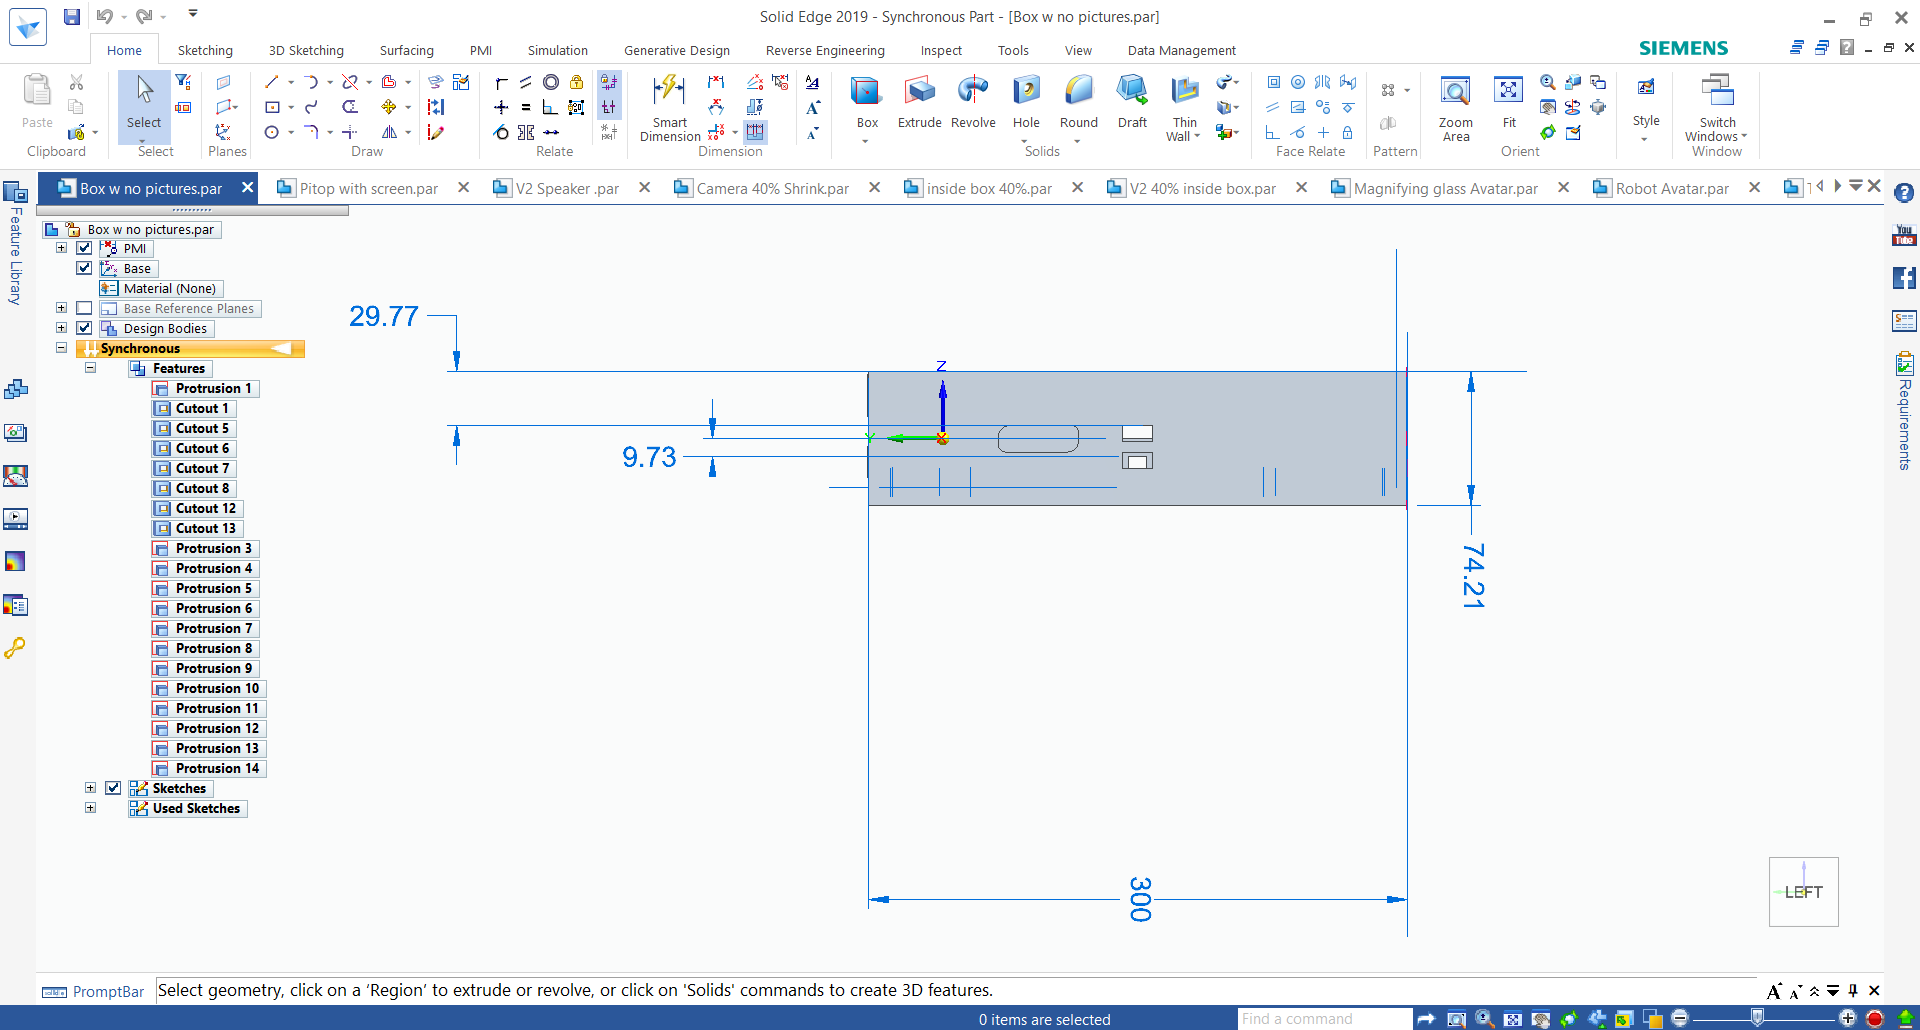 Solid Edge 2019 - Synchronous Part - [Box w no pictures.par]
Home Sketching 3D Sketching Surfacing PMI Simulation Generative Design Reverse Engineering Inspect Tools View Data Management SIEMENS
Paste Select Smart Dimension Box Extrude Revolve Hole Round Draft Thin Wall Zoom Area Fit Style Switch Windows
Clipboard Select Planes Draw Relate Dimension Solids Face Relate Pattern Orient Window
Box w no pictures.par Pitop with screen.par V2 Speaker .par Camera 40% Shrink.par inside box 40%.par V2 40% inside box.par Magnifying glass Avatar.par Robot Avatar.par
Feature Library
Box w no pictures.par
PMI
Base
Material (None)
Base Reference Planes
Design Bodies
Synchronous
Features
Protrusion 1
Cutout 1
Cutout 5
Cutout 6
Cutout 7
Cutout 8
Cutout 12
Cutout 13
Protrusion 3
Protrusion 4
Protrusion 5
Protrusion 6
Protrusion 7
Protrusion 8
Protrusion 9
Protrusion 10
Protrusion 11
Protrusion 12
Protrusion 13
Protrusion 14
Sketches
Used Sketches
29.77
Z
Y
9.73
74.21
300
LEFT
You Tube
Requirements
PromptBar Select geometry, click on a ‘Region’ to extrude or revolve, or click on 'Solids' commands to create 3D features.
0 items are selected Find a command